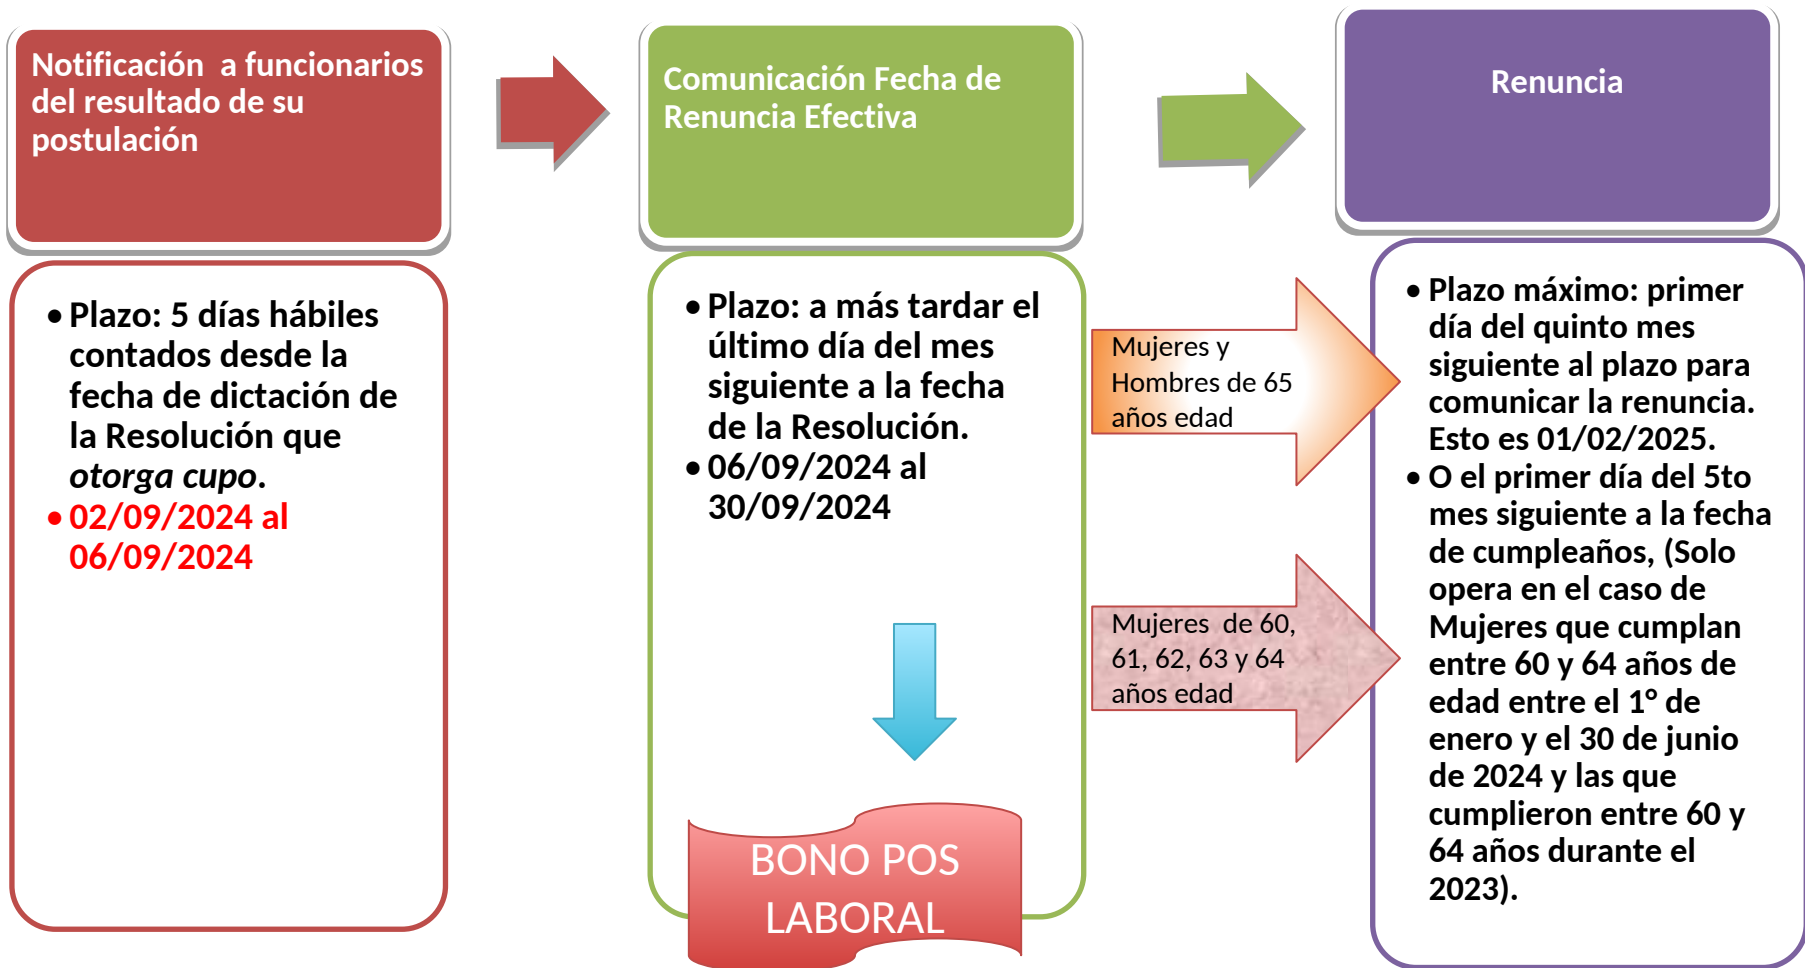 Notificación  a funcionarios
del resultado de su
postulación
• Plazo: 5 días hábiles
contados desde la
fecha de dictación de
la Resolución que
otorga cupo.
• 02/09/2024 al
06/09/2024
Comunicación Fecha de
Renuncia Efectiva
• Plazo: a más tardar el
último día del mes
siguiente a la fecha
de la Resolución.
• 06/09/2024 al
30/09/2024
BONO POS
LABORAL
Mujeres y
Hombres de 65
años edad
Mujeres  de 60,
61, 62, 63 y 64
años edad
Renuncia
• Plazo máximo: primer
día del quinto mes
siguiente al plazo para
comunicar la renuncia.
Esto es 01/02/2025.
• O el primer día del 5to
mes siguiente a la fecha
de cumpleaños, (Solo
opera en el caso de
Mujeres que cumplan
entre 60 y 64 años de
edad entre el 1° de
enero y el 30 de junio
de 2024 y las que
cumplieron entre 60 y
64 años durante el
2023).